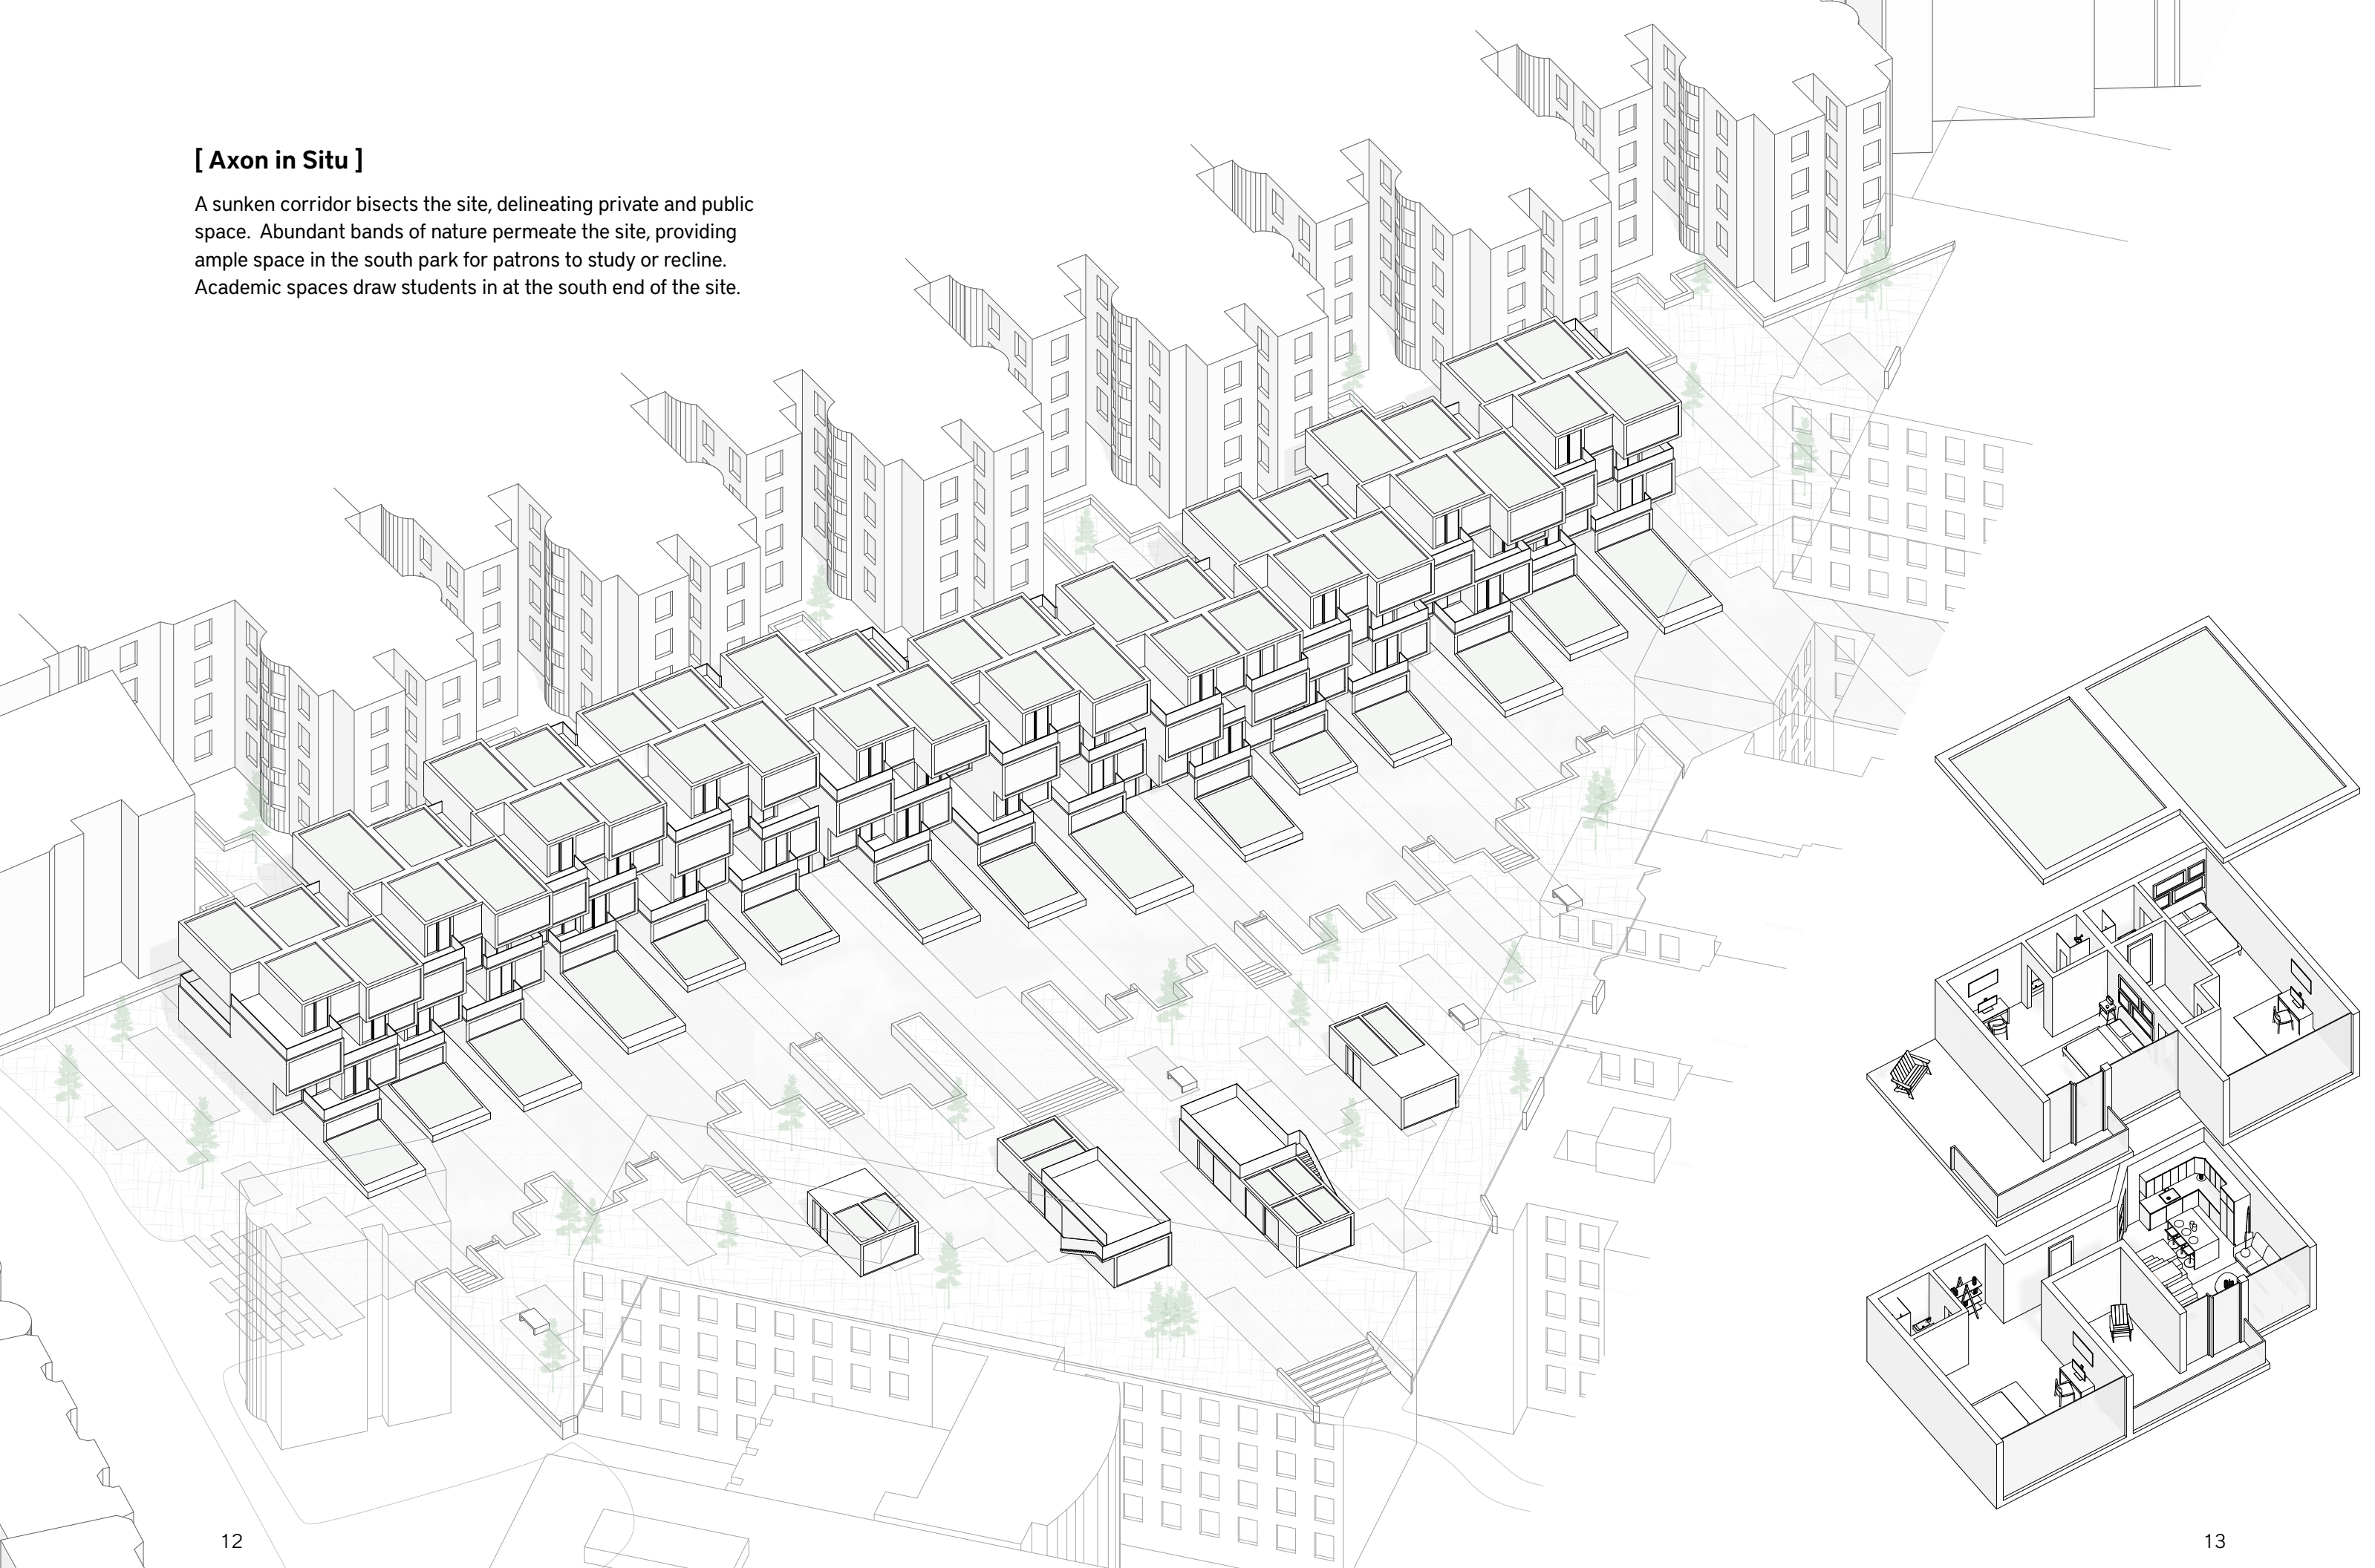 [ Axon in Situ ]
A sunken corridor bisects the site, delineating private and public
space.  Abundant bands of nature permeate the site, providing
ample space in the south park for patrons to study or recline.
Academic spaces draw students in at the south end of the site.
12
13